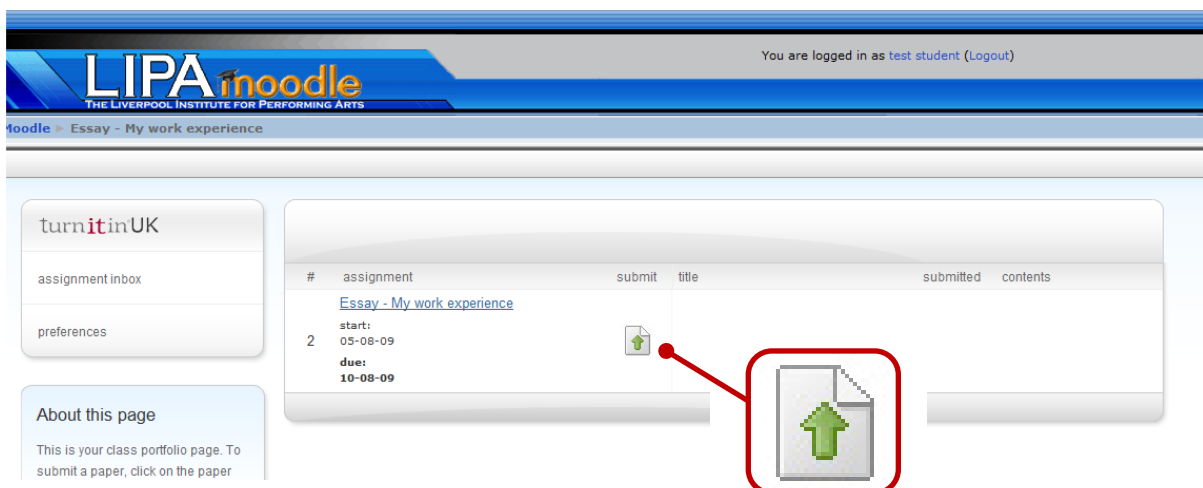 You are logged in as test student (Logout)
LIPA moodle
THE LIVERPOOL INSTITUTE FOR PERFORMING ARTS
Moodle ► Essay - My work experience
turnitin UK
assignment inbox
preferences
# assignment submit title submitted contents
Essay - My work experience
start:
2 05-08-09
due:
10-08-09
About this page
This is your class portfolio page. To
submit a paper, click on the paper